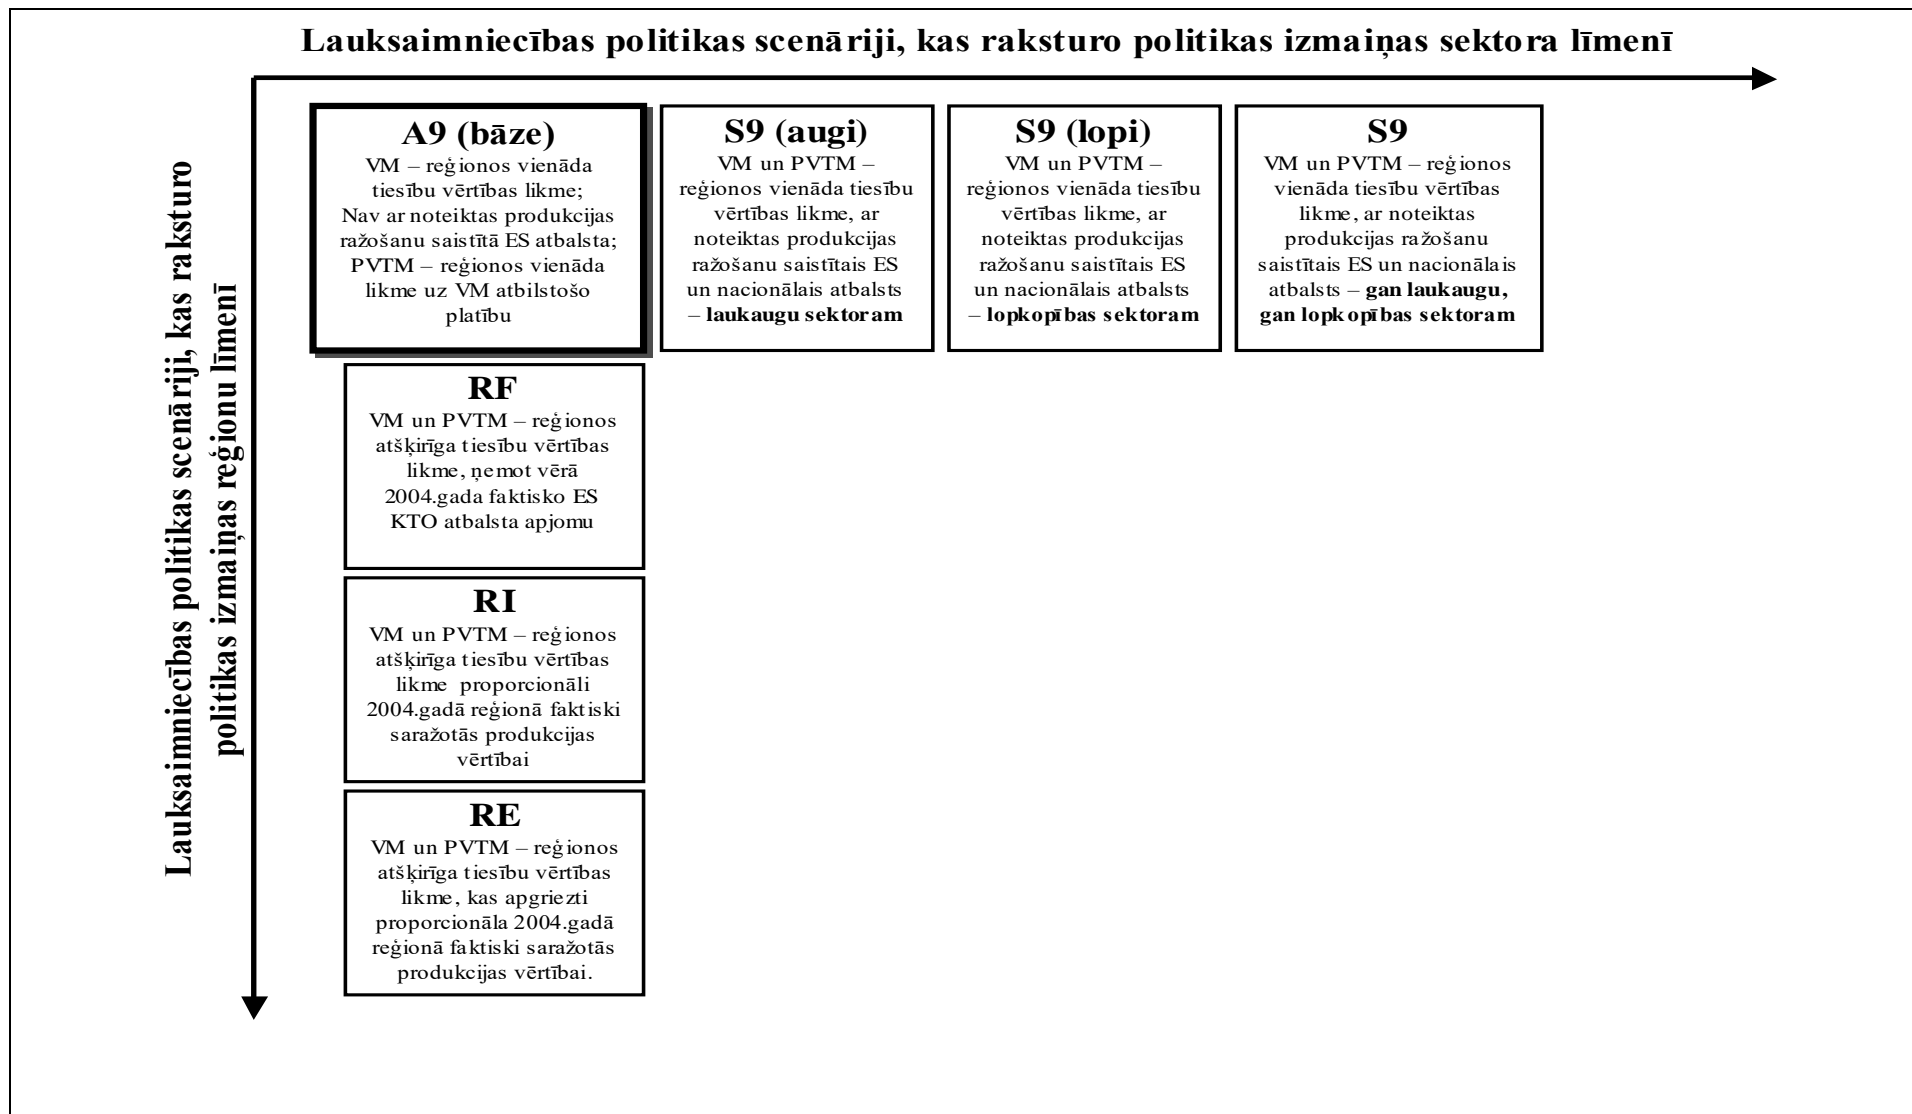 Lauksaimniecības politikas scenāriji, kas raksturo politikas izmaiņas sektora līmenī
Lauksaimniecības politikas scenāriji, kas raksturo
politikas izmaiņas reģionu līmenī
A9 (bāze)
VM – reģionos vienāda
tiesību vērtības likme;
Nav ar noteiktas produkcijas
ražošanu saistītā ES atbalsta;
PVTM – reģionos vienāda
likme uz VM atbilstošo
platību
S9 (augi)
VM un PVTM –
reģionos vienāda tiesību
vērtības likme, ar
noteiktas produkcijas
ražošanu saistītais ES
un nacionālais atbalsts
– laukaugu sektoram
S9 (lopi)
VM un PVTM –
reģionos vienāda tiesību
vērtības likme, ar
noteiktas produkcijas
ražošanu saistītais ES
un nacionālais atbalsts
– lopkopības sektoram
S9
VM un PVTM – reģionos
vienāda tiesību vērtības
likme, ar noteiktas
produkcijas ražošanu
saistītais ES un nacionālais
atbalsts – gan laukaugu,
gan lopkopības sektoram
RF
VM un PVTM – reģionos
atšķirīga tiesību vērtības
likme, ņemot vērā
2004.gada faktisko ES
KTO atbalsta apjomu
RI
VM un PVTM – reģionos
atšķirīga tiesību vērtības
likme proporcionāli
2004.gadā reģionā faktiski
saražotās produkcijas
vērtībai
RE
VM un PVTM – reģionos
atšķirīga tiesību vērtības
likme, kas apgriezti
proporcionāla 2004.gadā
reģionā faktiski saražotās
produkcijas vērtībai.